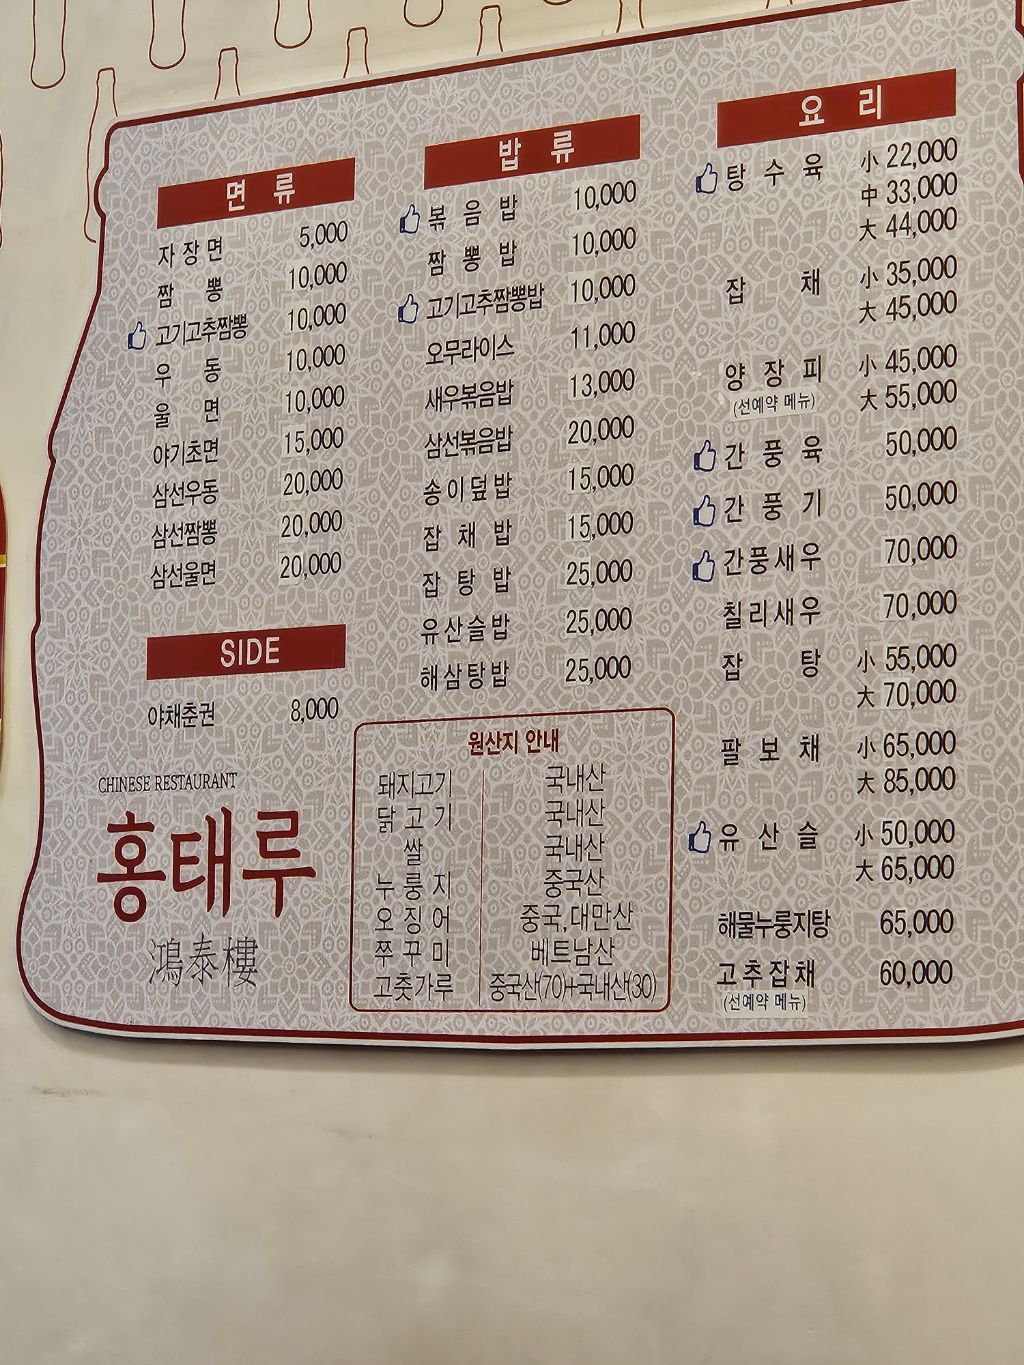 면 류
자장면 5,000
짬 뽕 10,000
고기고추짬뽕 10,000
우 동 10,000
울 면 10,000
야기초면 15,000
삼선우동 20,000
삼선짬뽕 20,000
삼선울면 20,000
SIDE
야채춘권 8,000
CHINESE RESTAURANT
홍태루
鴻泰樓
밥 류
볶 음 밥 10,000
짬 뽕 밥 10,000
고기고추짬뽕밥 10,000
오무라이스 11,000
새우볶음밥 13,000
삼선볶음밥 20,000
송이덮밥 15,000
잡 채 밥 15,000
잡 탕 밥 25,000
유산슬밥 25,000
해삼탕밥 25,000
원산지 안내
돼지고기 국내산
닭 고 기 국내산
쌀 국내산
누 룽 지 중국산
오 징 어 중국,대만산
쭈 꾸 미 베트남산
고춧가루 중국산(70)+국내산(30)
요 리
탕 수 육 小 22,000
中 33,000
大 44,000
잡 채 小 35,000
大 45,000
양 장 피 小 45,000
(선예약 메뉴) 大 55,000
간 풍 육 50,000
간 풍 기 50,000
간풍새우 70,000
칠리새우 70,000
잡 탕 小 55,000
大 70,000
팔 보 채 小 65,000
大 85,000
유 산 슬 小 50,000
大 65,000
해물누룽지탕 65,000
고추잡채 60,000
(선예약 메뉴)